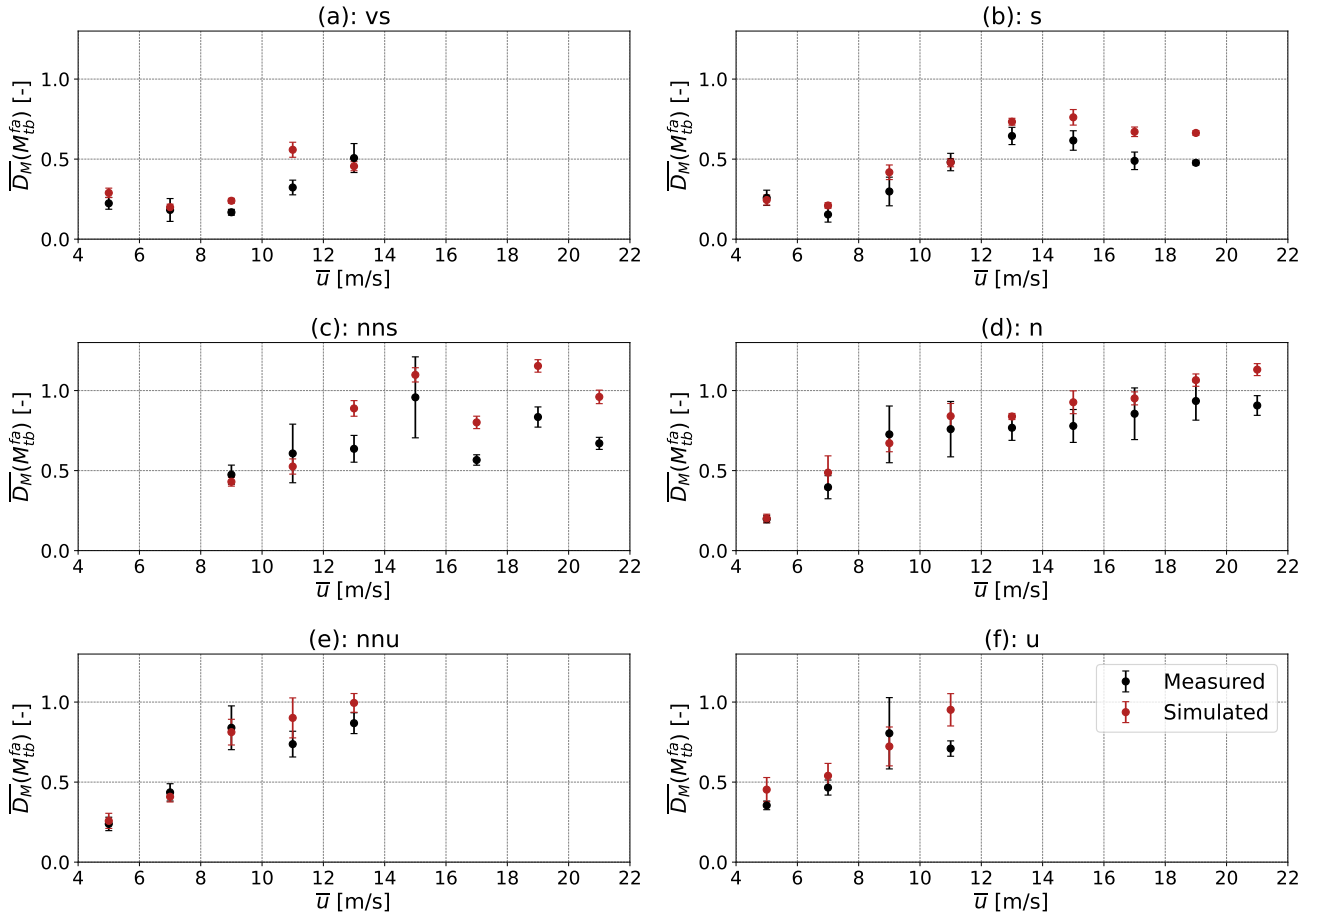 (a): vs
1.0
0.5
0.0
D̅_M(M_tb^fa) [-]
4 6 8 10 12 14 16 18 20 22
u̅ [m/s]
(b): s
1.0
0.5
0.0
D̅_M(M_tb^fa) [-]
4 6 8 10 12 14 16 18 20 22
u̅ [m/s]
(c): nns
1.0
0.5
0.0
D̅_M(M_tb^fa) [-]
4 6 8 10 12 14 16 18 20 22
u̅ [m/s]
(d): n
1.0
0.5
0.0
D̅_M(M_tb^fa) [-]
4 6 8 10 12 14 16 18 20 22
u̅ [m/s]
(e): nnu
1.0
0.5
0.0
D̅_M(M_tb^fa) [-]
4 6 8 10 12 14 16 18 20 22
u̅ [m/s]
(f): u
1.0
0.5
0.0
D̅_M(M_tb^fa) [-]
4 6 8 10 12 14 16 18 20 22
u̅ [m/s]
Measured
Simulated